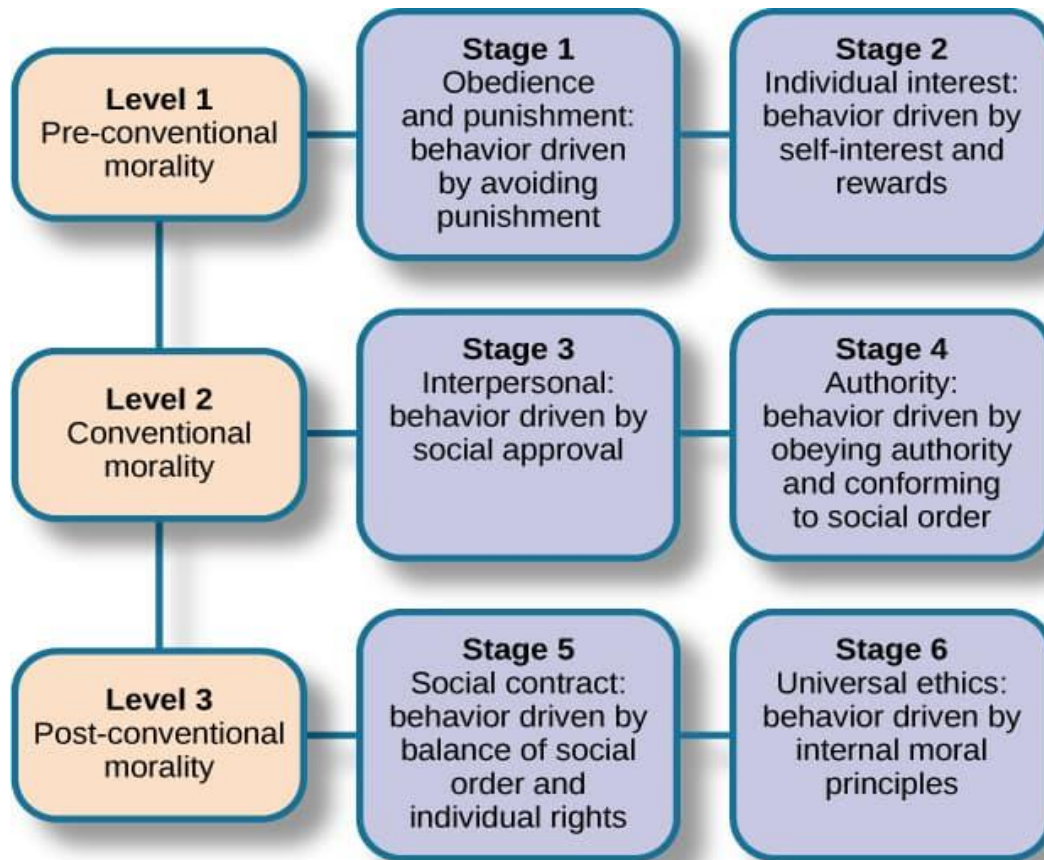 Level 1
Pre-conventional
morality
Stage 1
Obedience
and punishment:
behavior driven
by avoiding
punishment
Stage 2
Individual interest:
behavior driven by
self-interest and
rewards
Level 2
Conventional
morality
Stage 3
Interpersonal:
behavior driven by
social approval
Stage 4
Authority:
behavior driven by
obeying authority
and conforming
to social order
Level 3
Post-conventional
morality
Stage 5
Social contract:
behavior driven by
balance of social
order and
individual rights
Stage 6
Universal ethics:
behavior driven by
internal moral
principles